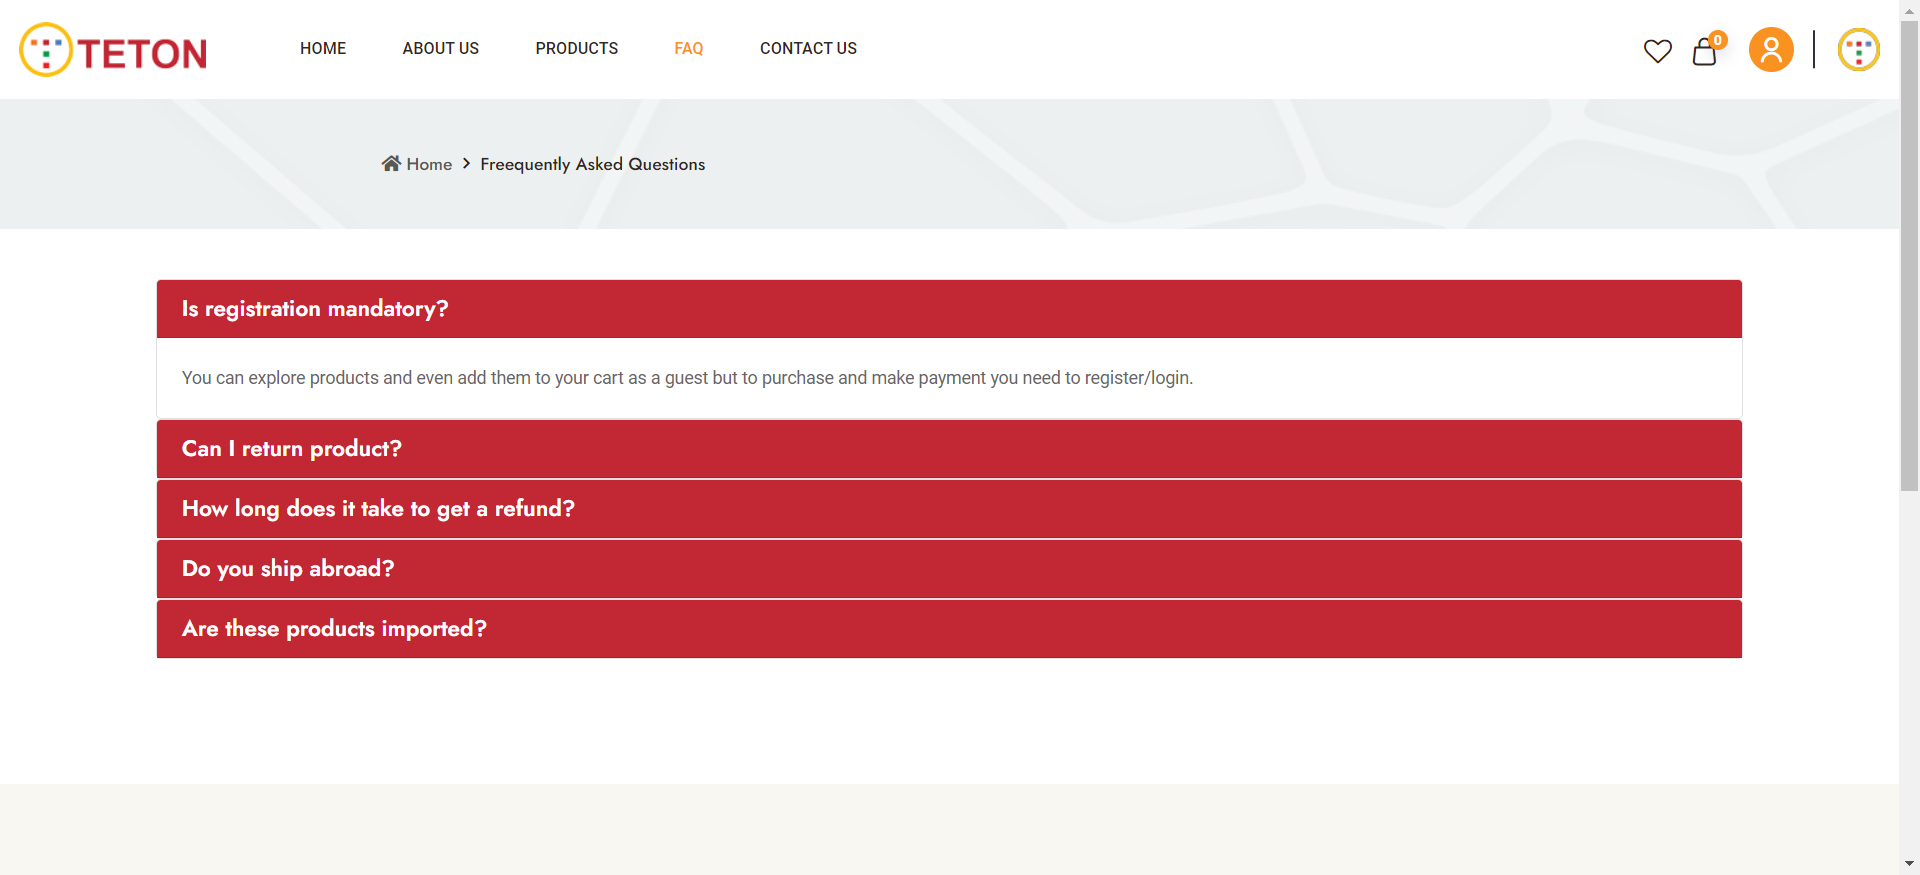 TETON
HOME ABOUT US PRODUCTS FAQ CONTACT US
0
Home > Freequently Asked Questions
Is registration mandatory?
You can explore products and even add them to your cart as a guest but to purchase and make payment you need to register/login.
Can I return product?
How long does it take to get a refund?
Do you ship abroad?
Are these products imported?